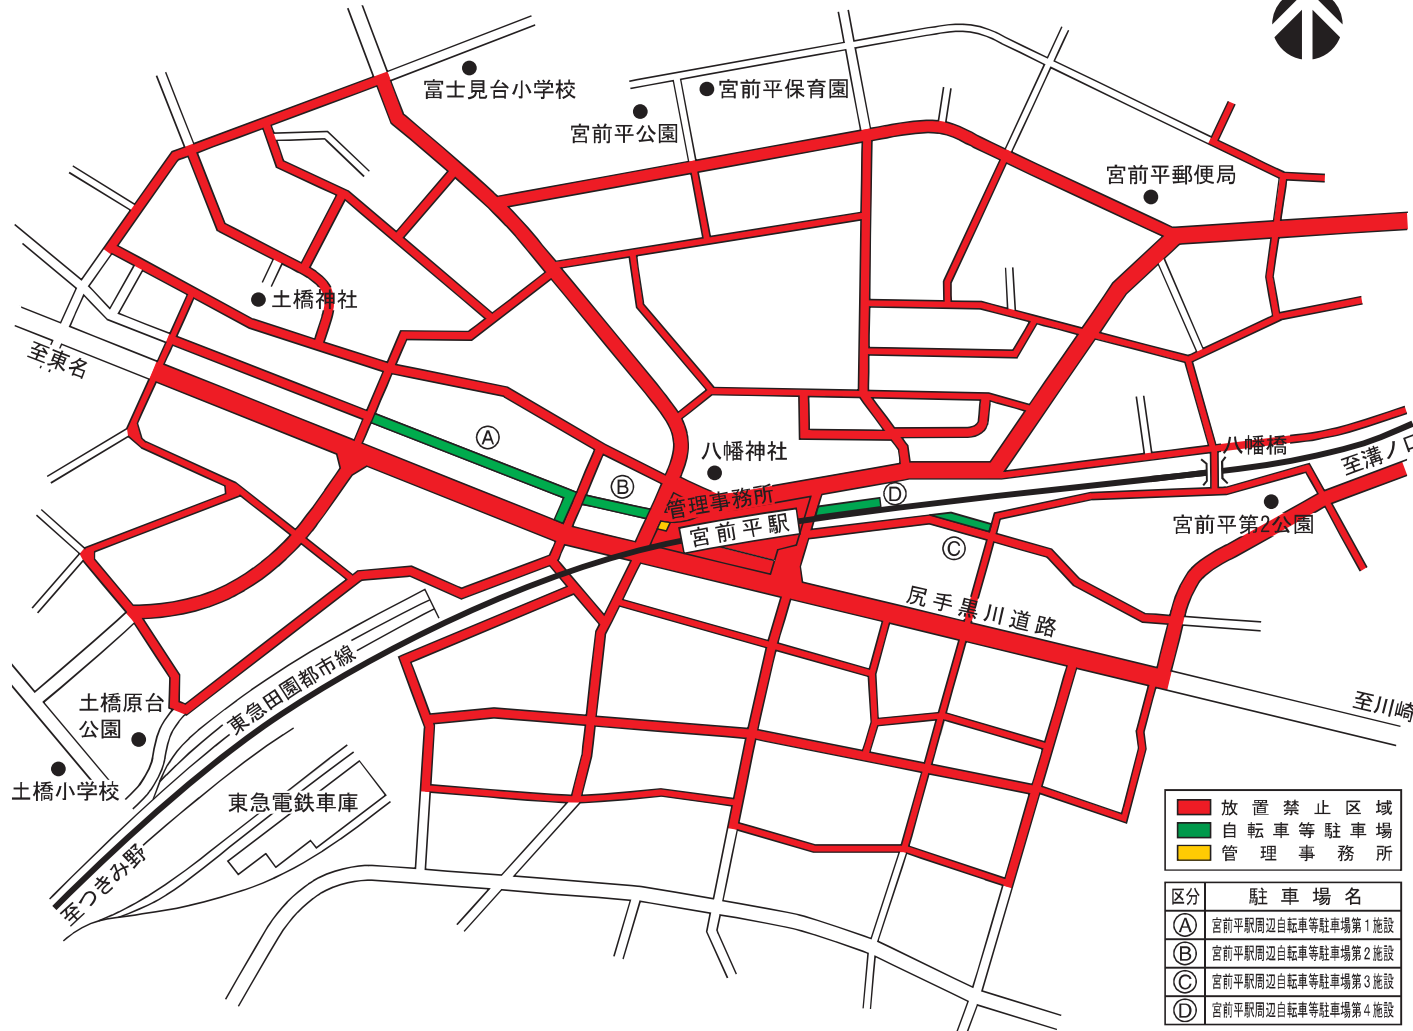 富士見台小学校
宮前平保育園
宮前平公園
宮前平郵便局
土橋神社
至東名
A
八幡神社
八幡橋
至溝ノ口
B
D
管理事務所
宮前平駅
宮前平第2公園
C
尻手黒川道路
東急田園都市線
土橋原台
公園
至川崎
土橋小学校
東急電鉄車庫
至つきみ野
放置禁止区域
自転車等駐車場
管理事務所
区分 駐車場名
A 宮前平駅周辺自転車等駐車場第1施設
B 宮前平駅周辺自転車等駐車場第2施設
C 宮前平駅周辺自転車等駐車場第3施設
D 宮前平駅周辺自転車等駐車場第4施設